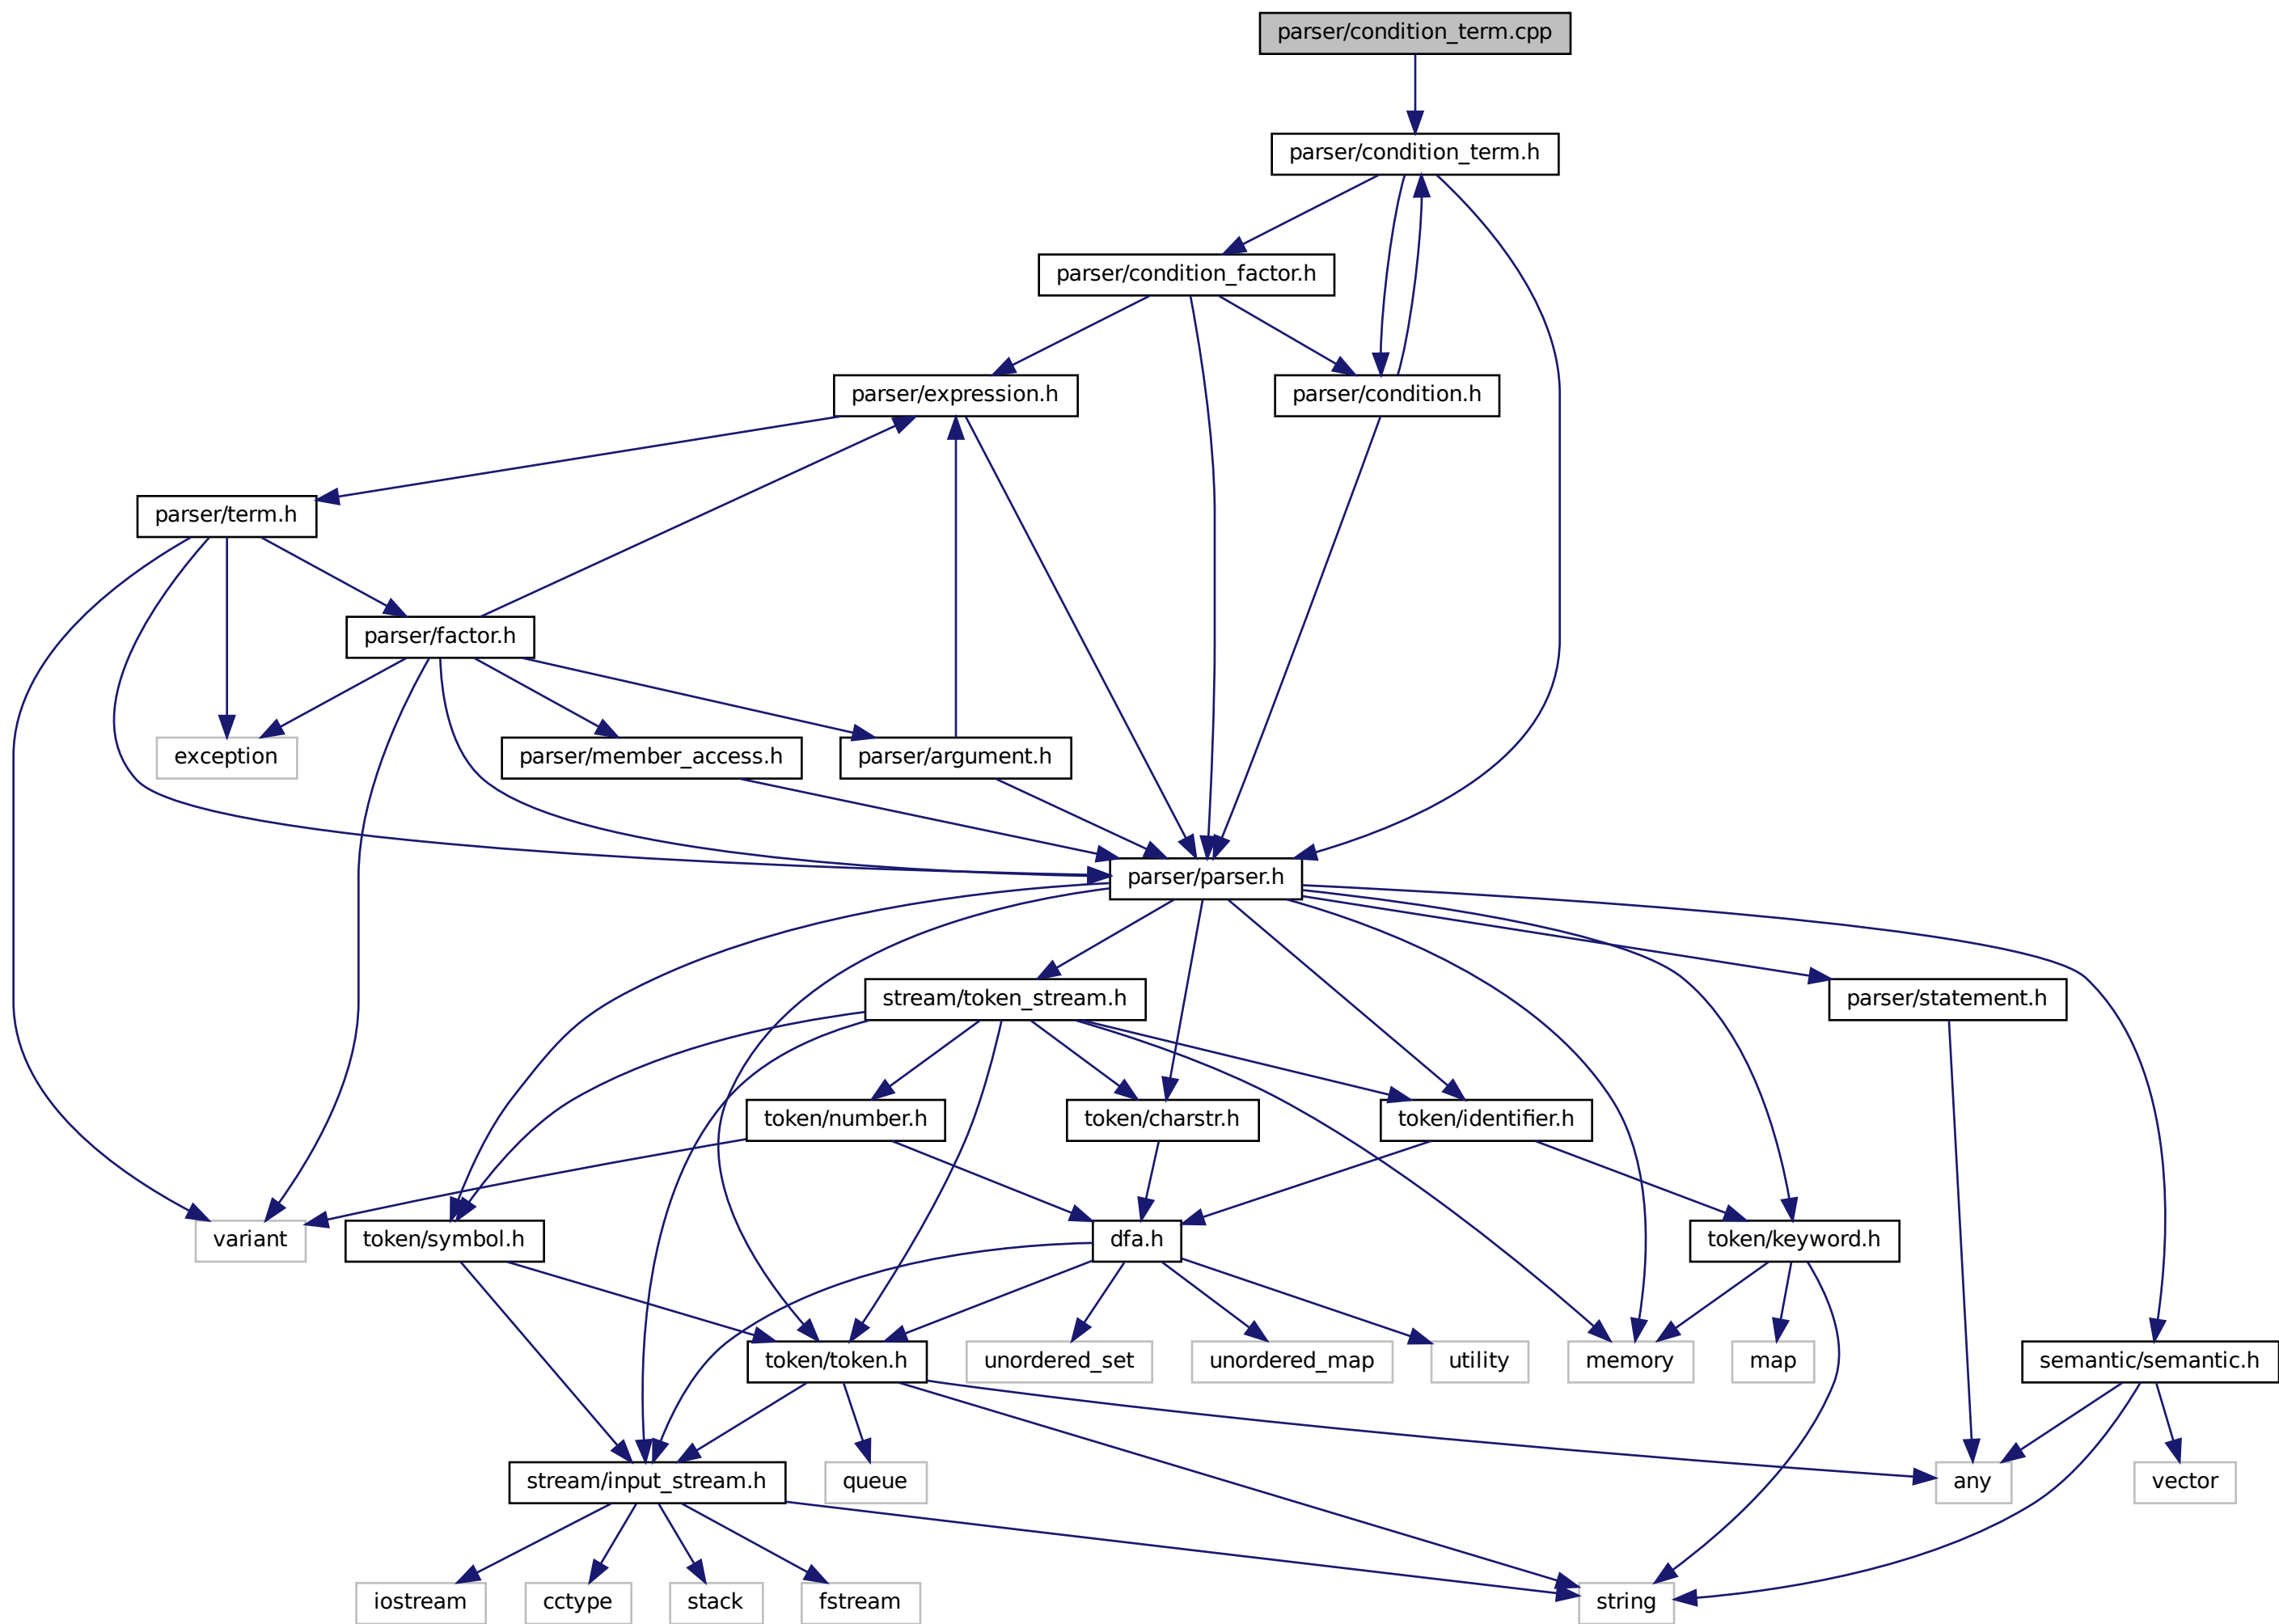 parser/condition_term.cpp
parser/condition_term.h
parser/condition_factor.h
parser/expression.h
parser/condition.h
parser/term.h
parser/factor.h
exception
parser/member_access.h
parser/argument.h
parser/parser.h
stream/token_stream.h
parser/statement.h
token/number.h
token/charstr.h
token/identifier.h
variant
token/symbol.h
dfa.h
token/keyword.h
token/token.h
unordered_set
unordered_map
utility
memory
map
semantic/semantic.h
stream/input_stream.h
queue
any
vector
iostream
cctype
stack
fstream
string